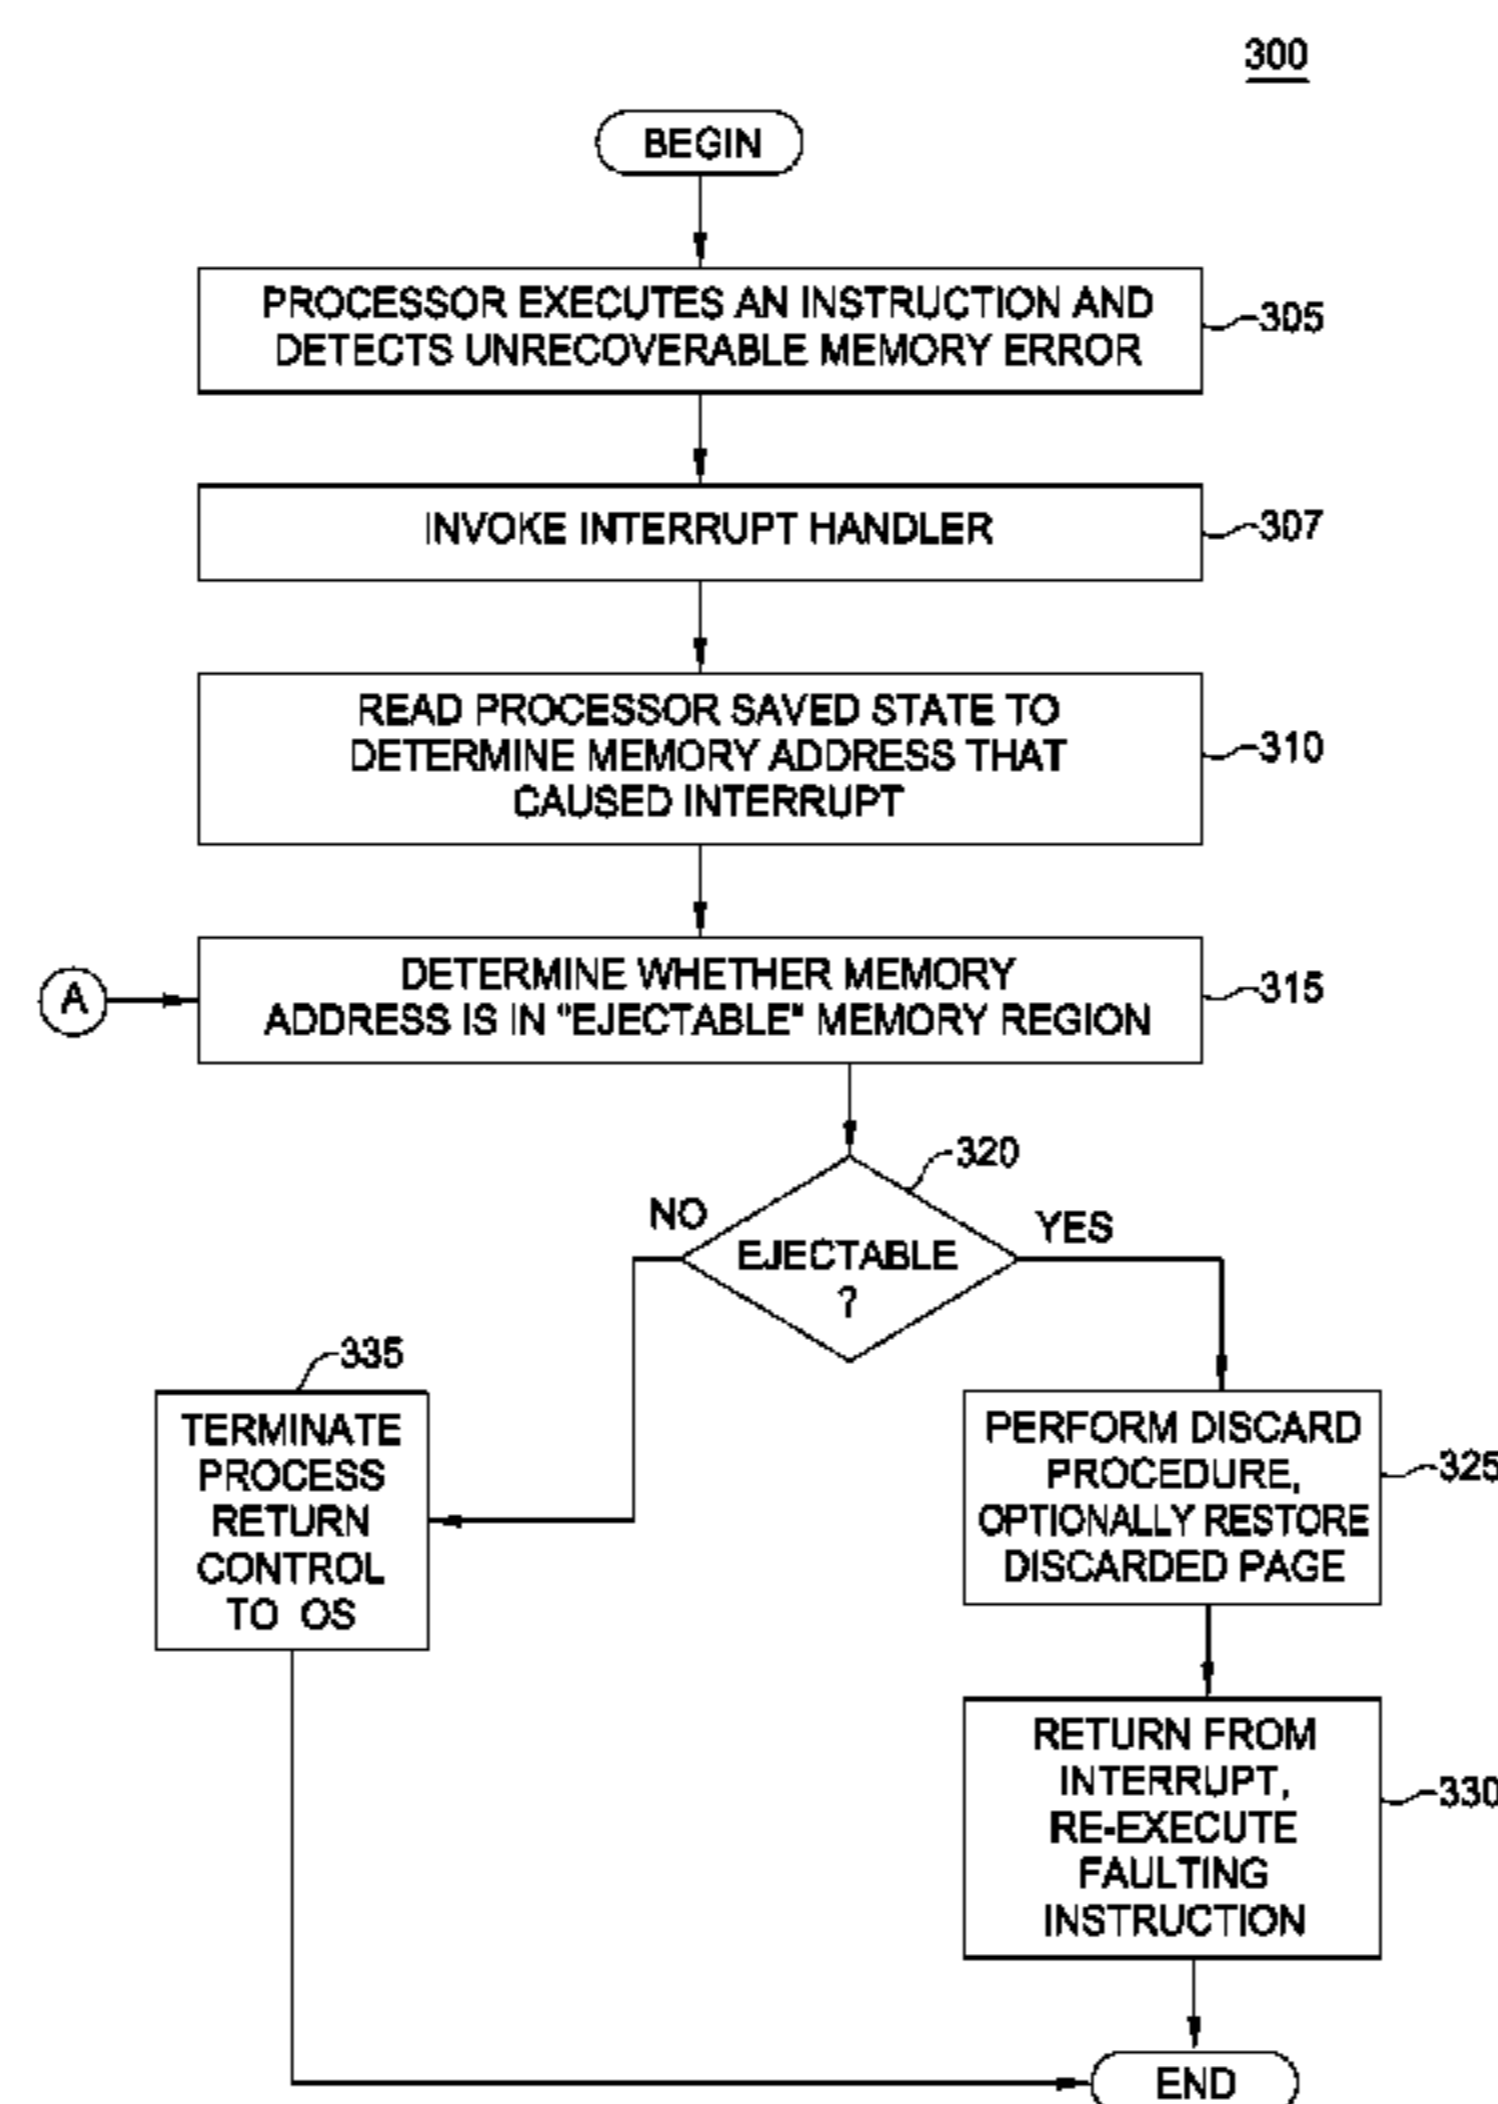 300
BEGIN
PROCESSOR EXECUTES AN INSTRUCTION AND
DETECTS UNRECOVERABLE MEMORY ERROR
305
INVOKE INTERRUPT HANDLER
307
READ PROCESSOR SAVED STATE TO
DETERMINE MEMORY ADDRESS THAT
CAUSED INTERRUPT
310
A
DETERMINE WHETHER MEMORY
ADDRESS IS IN "EJECTABLE" MEMORY REGION
315
320
NO
YES
EJECTABLE
?
335
TERMINATE
PROCESS
RETURN
CONTROL
TO OS
PERFORM DISCARD
PROCEDURE,
OPTIONALLY RESTORE
DISCARDED PAGE
325
RETURN FROM
INTERRUPT,
RE-EXECUTE
FAULTING
INSTRUCTION
330
END